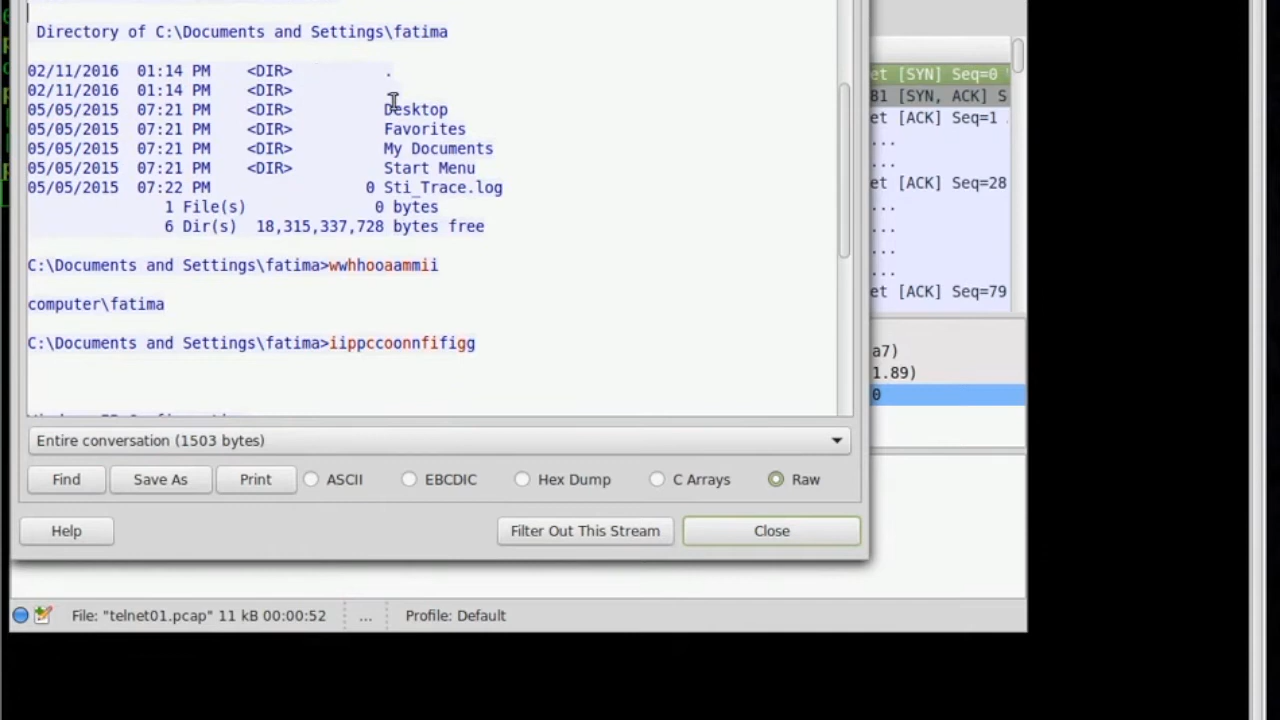 Directory of C:\Documents and Settings\fatima
02/11/2016 01:14 PM <DIR> .
02/11/2016 01:14 PM <DIR>
05/05/2015 07:21 PM <DIR> Desktop
05/05/2015 07:21 PM <DIR> Favorites
05/05/2015 07:21 PM <DIR> My Documents
05/05/2015 07:21 PM <DIR> Start Menu
05/05/2015 07:22 PM 0 Sti_Trace.log
1 File(s) 0 bytes
6 Dir(s) 18,315,337,728 bytes free
C:\Documents and Settings\fatima>wwhhooaammii
computer\fatima
C:\Documents and Settings\fatima>iippccoonnfifigg
Entire conversation (1503 bytes)
Find Save As Print ASCII EBCDIC Hex Dump C Arrays Raw
Help Filter Out This Stream Close
et [SYN] Seq=0
81 [SYN, ACK] S
et [ACK] Seq=1
...
...
et [ACK] Seq=28
...
...
...
...
et [ACK] Seq=79
a7)
1.89)
0
File: "telnet01.pcap" 11 kB 00:00:52 ... Profile: Default